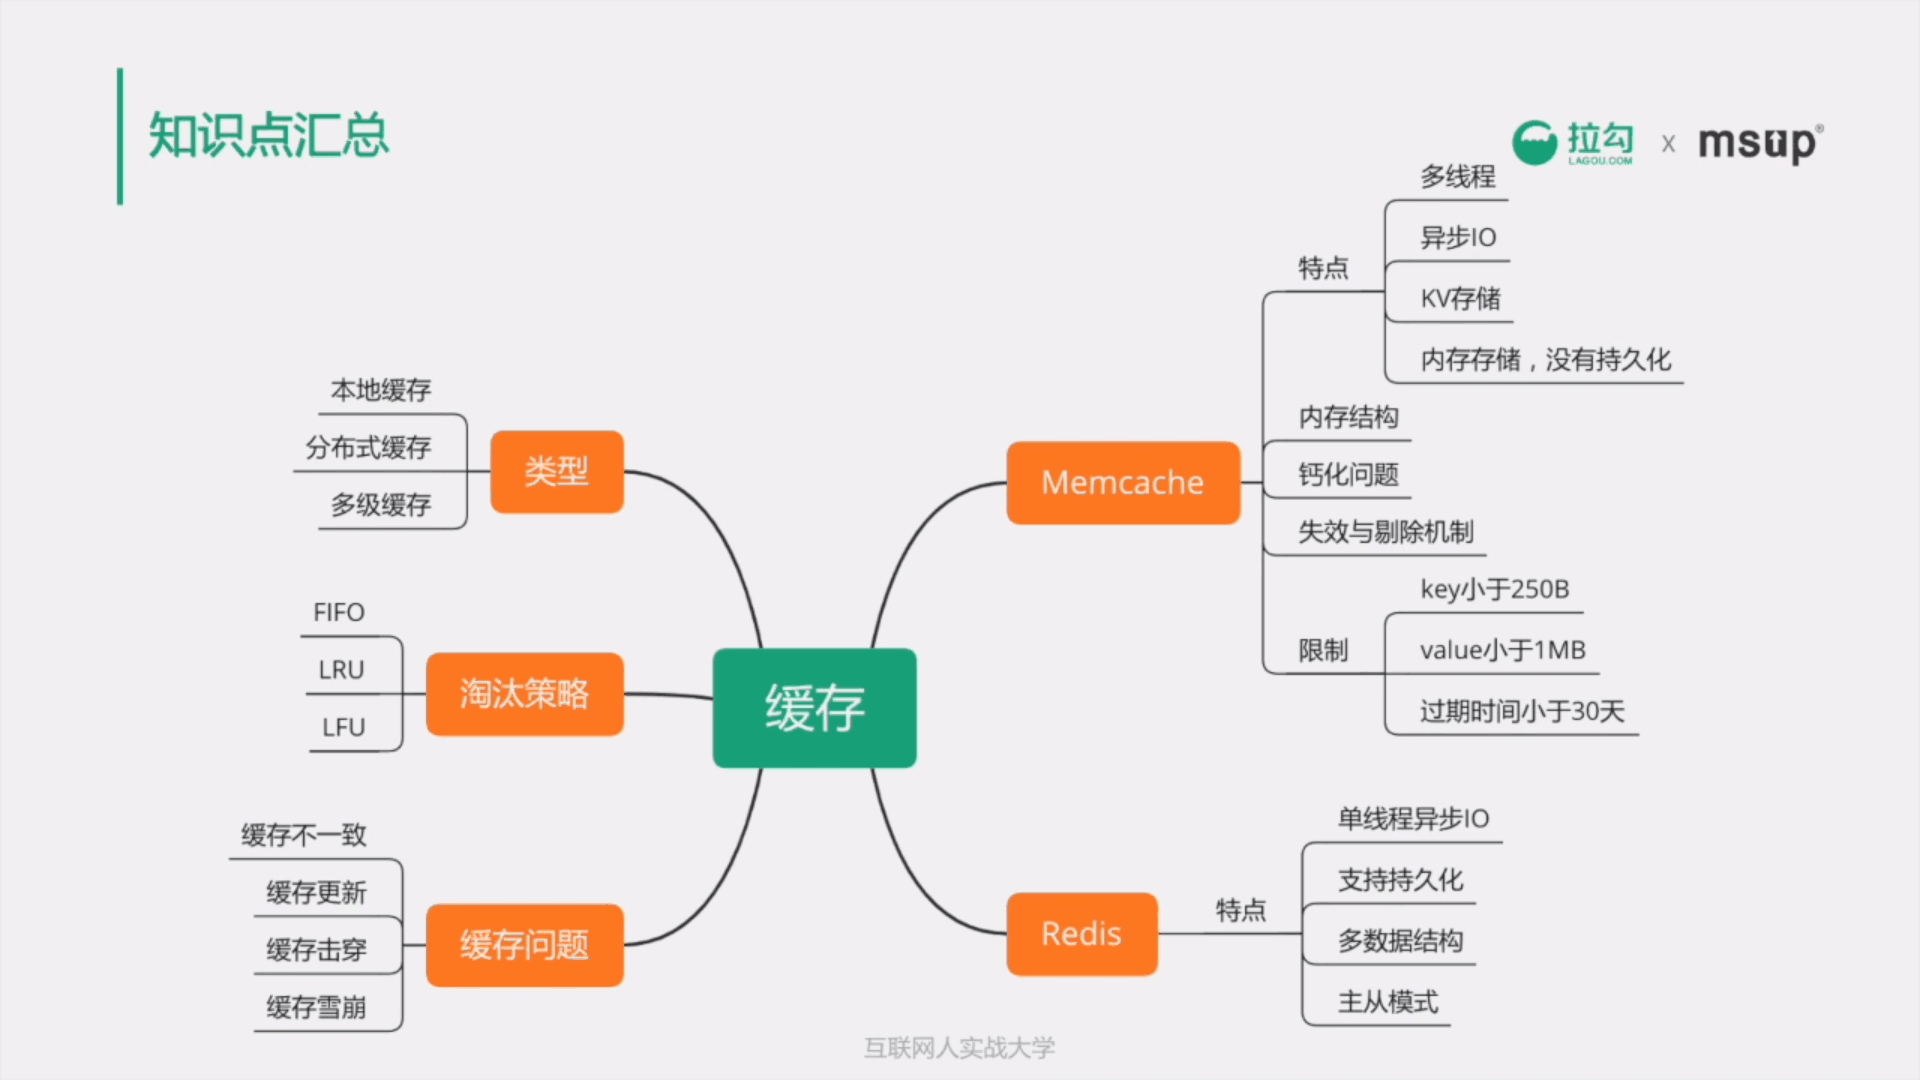 知识点汇总
拉勾
LAGOU.COM
x
msup®
缓存
类型
本地缓存
分布式缓存
多级缓存
淘汰策略
FIFO
LRU
LFU
缓存问题
缓存不一致
缓存更新
缓存击穿
缓存雪崩
Memcache
特点
多线程
异步IO
KV存储
内存存储，没有持久化
内存结构
钙化问题
失效与剔除机制
限制
key小于250B
value小于1MB
过期时间小于30天
Redis
特点
单线程异步IO
支持持久化
多数据结构
主从模式
互联网人实战大学